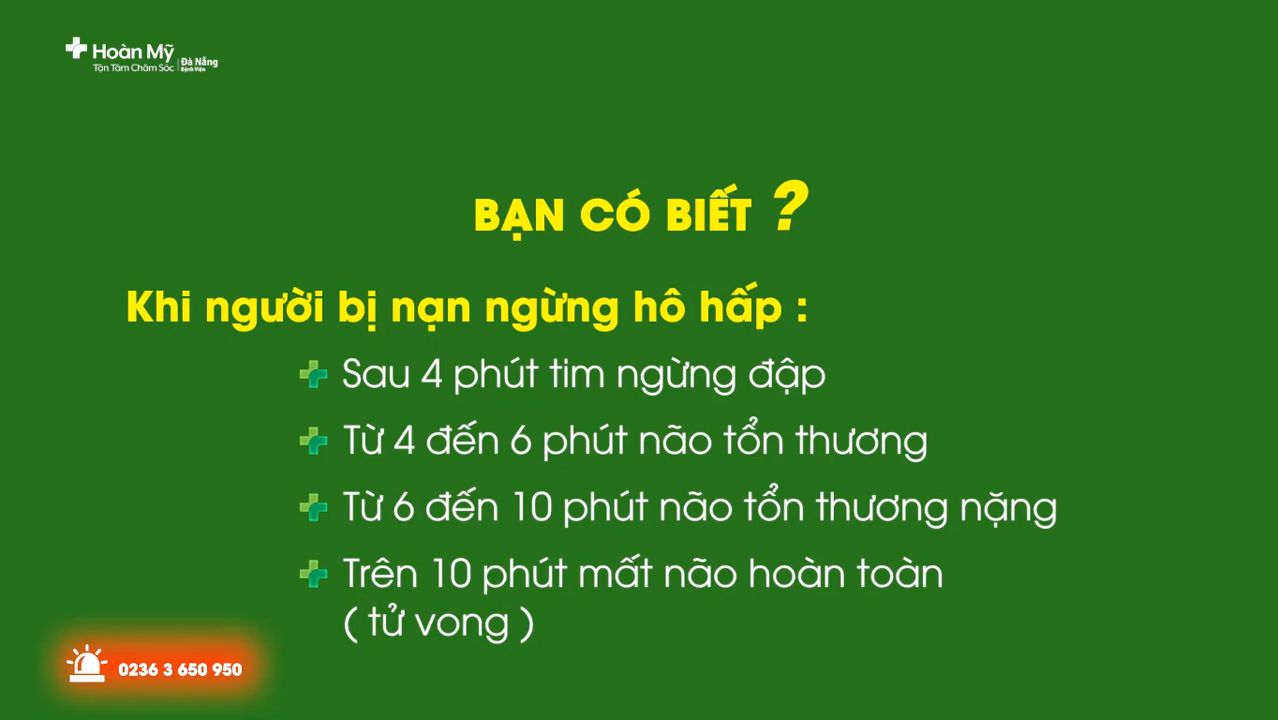 Hoàn Mỹ
Tận Tâm Chăm Sóc
Đà Nẵng
Bệnh Viện
BẠN CÓ BIẾT ?
Khi người bị nạn ngừng hô hấp :
Sau 4 phút tim ngừng đập
Từ 4 đến 6 phút não tổn thương
Từ 6 đến 10 phút não tổn thương nặng
Trên 10 phút mất não hoàn toàn
( tử vong )
0236 3 650 950